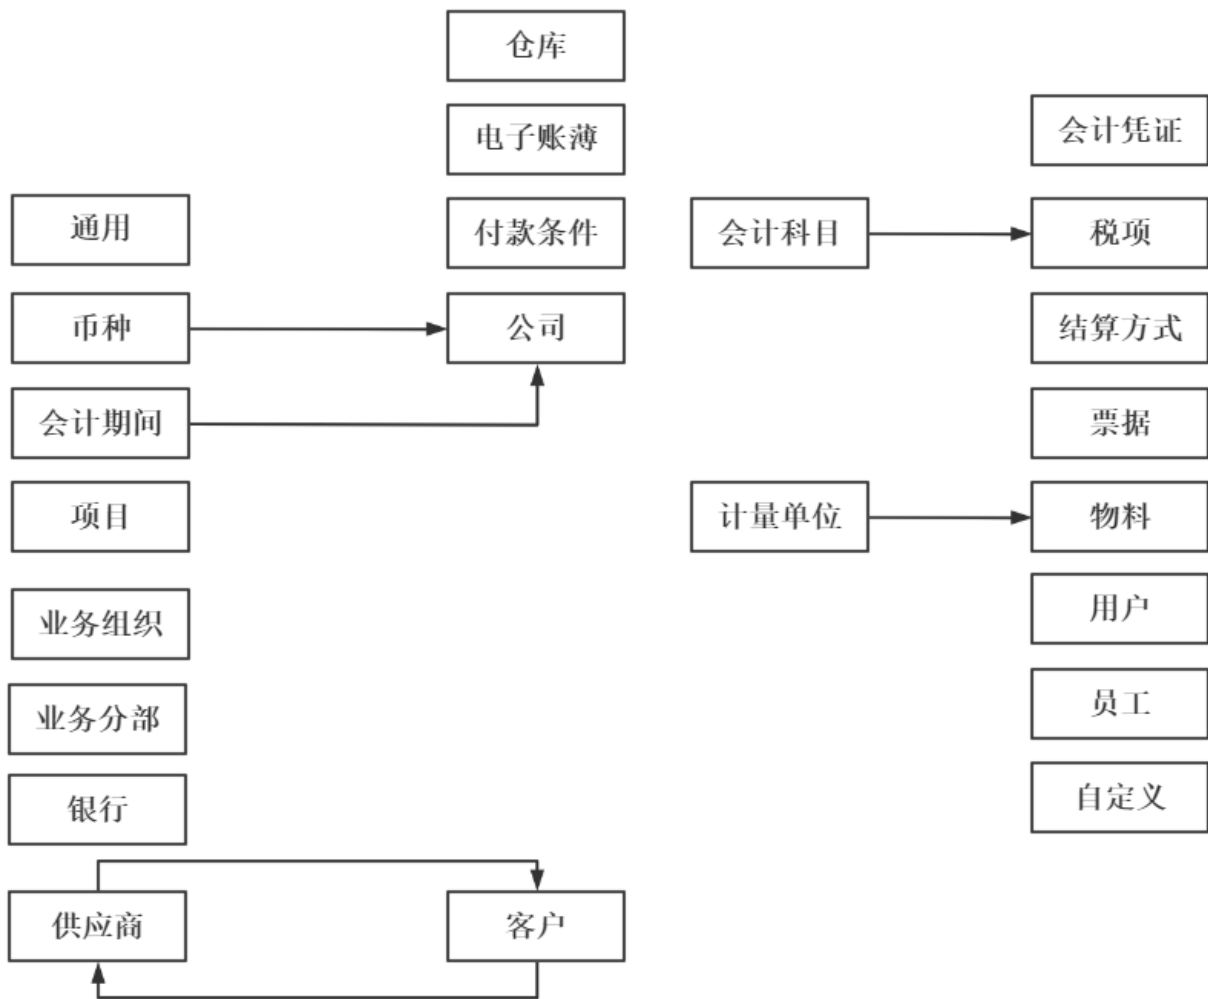 仓库
电子账薄
付款条件
公司
通用
币种
会计期间
项目
业务组织
业务分部
银行
供应商
客户
会计科目
计量单位
会计凭证
税项
结算方式
票据
物料
用户
员工
自定义